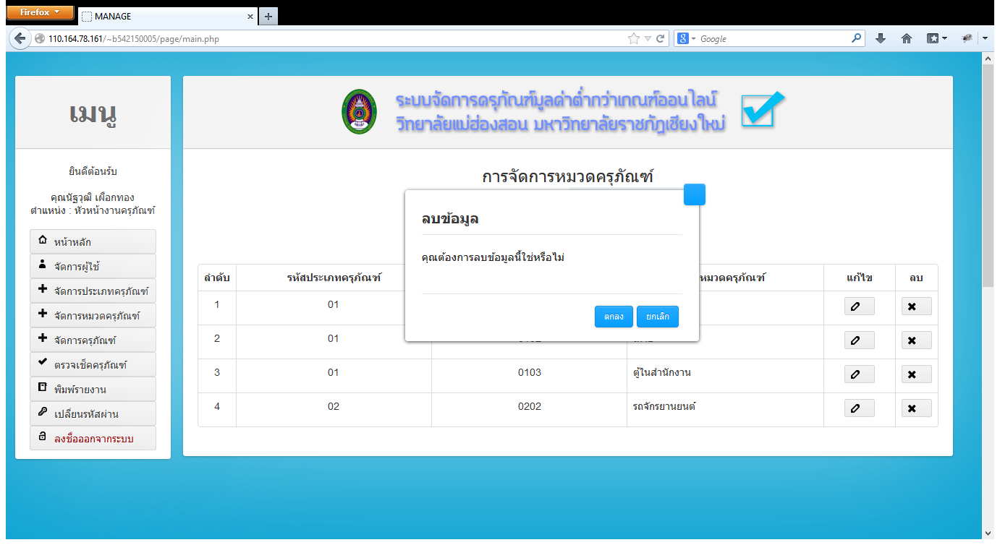 Firefox
MANAGE
110.164.78.161/~b542150005/page/main.php
Google
เมนู
ยินดีต้อนรับ
คุณนัฐวุฒิ เผือกทอง
ตำแหน่ง : หัวหน้างานครุภัณฑ์
หน้าหลัก
จัดการผู้ใช้
จัดการประเภทครุภัณฑ์
จัดการหมวดครุภัณฑ์
จัดการครุภัณฑ์
ตรวจเช็คครุภัณฑ์
พิมพ์รายงาน
เปลี่ยนรหัสผ่าน
ลงชื่อออกจากระบบ
ระบบจัดการครุภัณฑ์มูลค่าต่ำกว่าเกณฑ์ออนไลน์
วิทยาลัยแม่ฮ่องสอน มหาวิทยาลัยราชภัฏเชียงใหม่
การจัดการหมวดครุภัณฑ์
ลบข้อมูล
คุณต้องการลบข้อมูลนี้ใช่หรือไม่
ตกลง ยกเลิก
ลำดับ รหัสประเภทครุภัณฑ์ หมวดครุภัณฑ์ แก้ไข ลบ
1 01
2 01
3 01 0103 ตู้ในสำนักงาน
4 02 0202 รถจักรยานยนต์